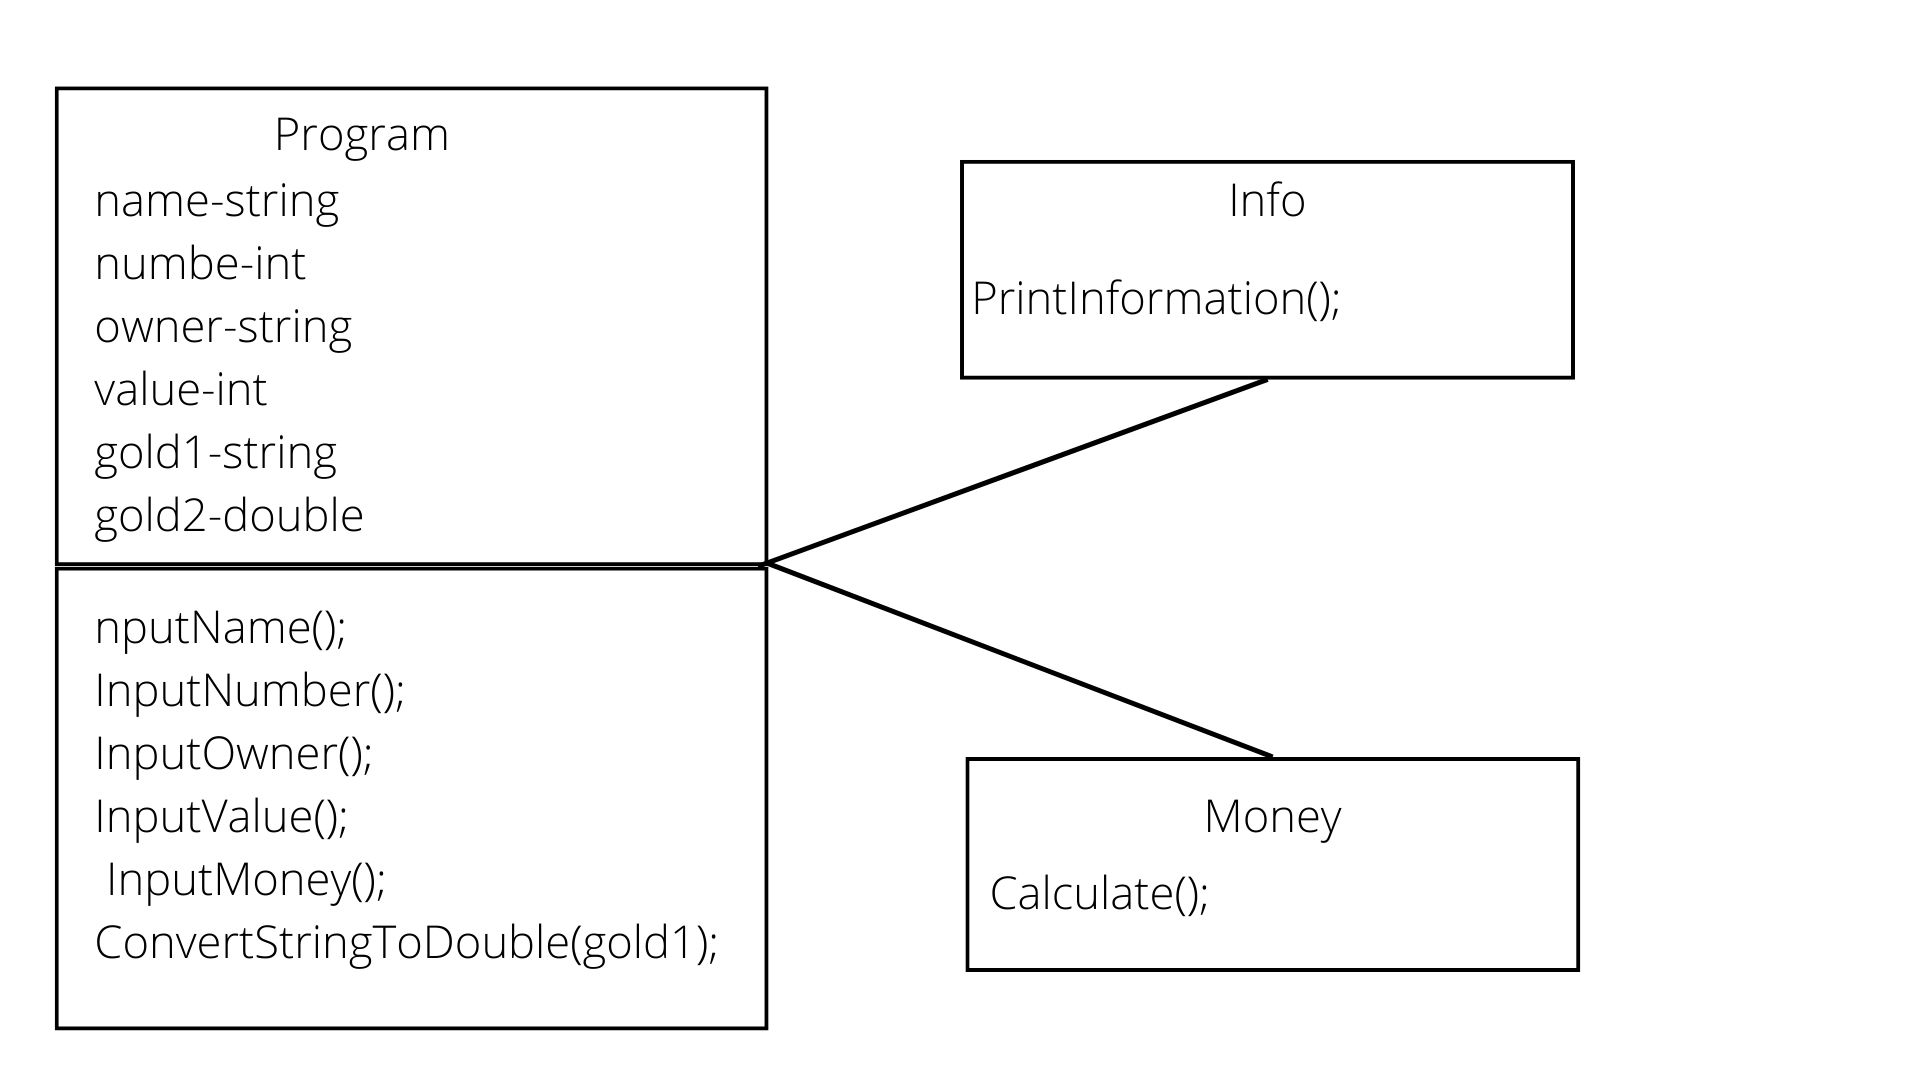 Program
name-string
numbe-int
owner-string
value-int
gold1-string
gold2-double
nputName();
InputNumber();
InputOwner();
InputValue();
InputMoney();
ConvertStringToDouble(gold1);
Info
PrintInformation();
Money
Calculate();